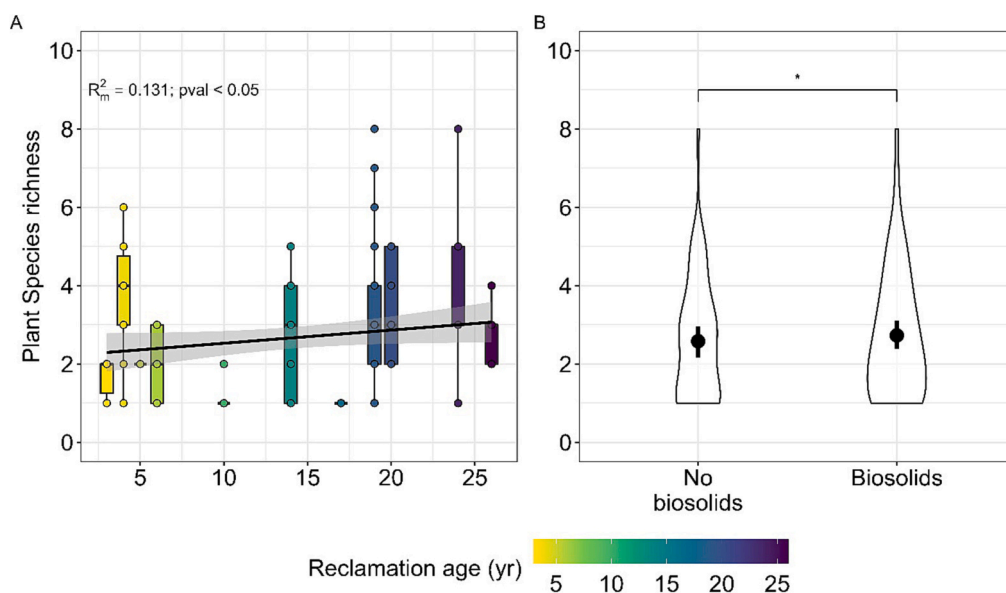 A
B
Plant Species richness
10
8
6
4
2
0
R²m = 0.131; pval < 0.05
5
10
15
20
25
10
8
6
4
2
0
*
No
biosolids
Biosolids
Reclamation age (yr)
5
10
15
20
25